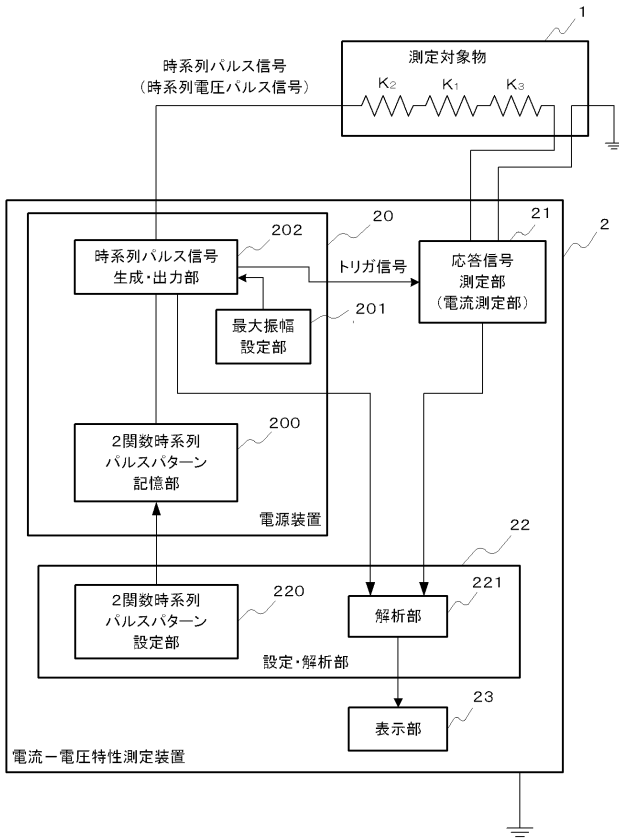 1
測定対象物
時系列パルス信号
(時系列電圧パルス信号)
K2
K1
K3
20
21
2
202
時系列パルス信号
生成・出力部
トリガ信号
応答信号
測定部
(電流測定部)
201
最大振幅
設定部
200
2関数時系列
パルスパターン
記憶部
電源装置
22
220
2関数時系列
パルスパターン
設定部
221
解析部
設定・解析部
23
表示部
電流ー電圧特性測定装置